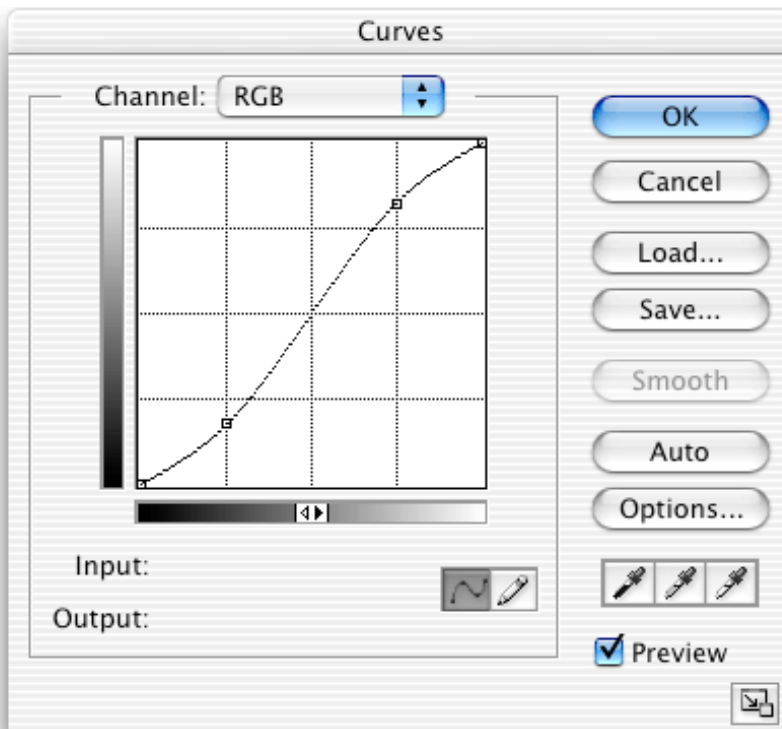 Curves
Channel: RGB
OK
Cancel
Load...
Save...
Smooth
Auto
Options...
Input:
Output:
Preview